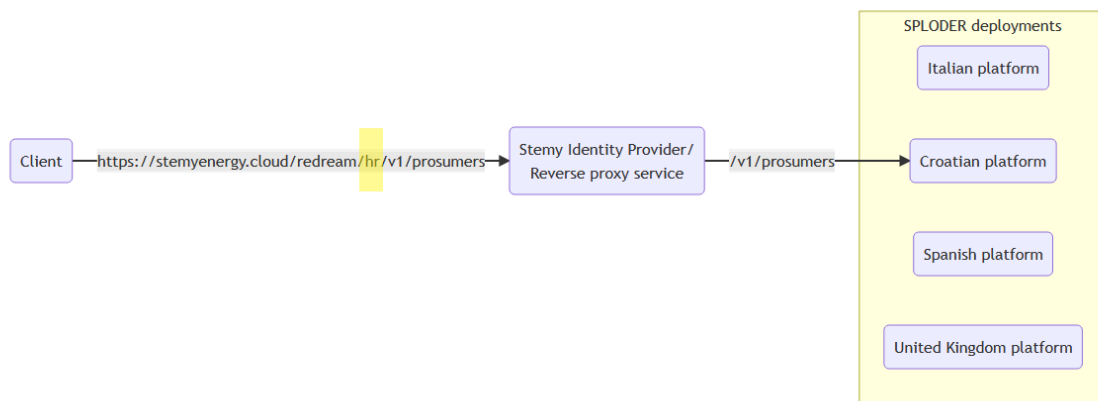 SPLODER deployments
Italian platform
Client
https://stemyenergy.cloud/redream/hr/v1/prosumers
Stemy Identity Provider/
Reverse proxy service
/v1/prosumers
Croatian platform
Spanish platform
United Kingdom platform